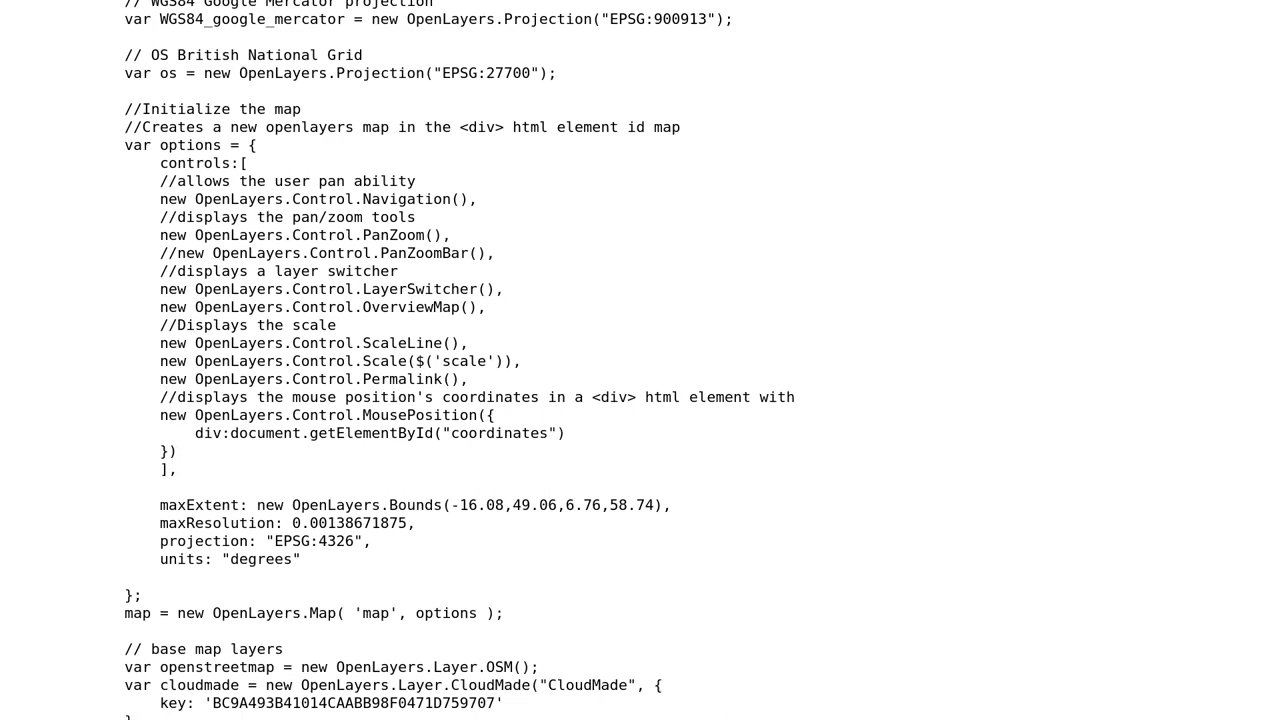 // WGS84 Google Mercator projection
var WGS84_google_mercator = new OpenLayers.Projection("EPSG:900913");

// OS British National Grid
var os = new OpenLayers.Projection("EPSG:27700");

//Initialize the map
//Creates a new openlayers map in the <div> html element id map
var options = {
    controls:[
    //allows the user pan ability
    new OpenLayers.Control.Navigation(),
    //displays the pan/zoom tools
    new OpenLayers.Control.PanZoom(),
    //new OpenLayers.Control.PanZoomBar(),
    //displays a layer switcher
    new OpenLayers.Control.LayerSwitcher(),
    new OpenLayers.Control.OverviewMap(),
    //Displays the scale
    new OpenLayers.Control.ScaleLine(),
    new OpenLayers.Control.Scale($('scale')),
    new OpenLayers.Control.Permalink(),
    //displays the mouse position's coordinates in a <div> html element with
    new OpenLayers.Control.MousePosition({
        div:document.getElementById("coordinates")
    })
    ],

    maxExtent: new OpenLayers.Bounds(-16.08,49.06,6.76,58.74),
    maxResolution: 0.00138671875,
    projection: "EPSG:4326",
    units: "degrees"

};
map = new OpenLayers.Map( 'map', options );

// base map layers
var openstreetmap = new OpenLayers.Layer.OSM();
var cloudmade = new OpenLayers.Layer.CloudMade("CloudMade", {
    key: 'BC9A493B41014CAABB98F0471D759707'